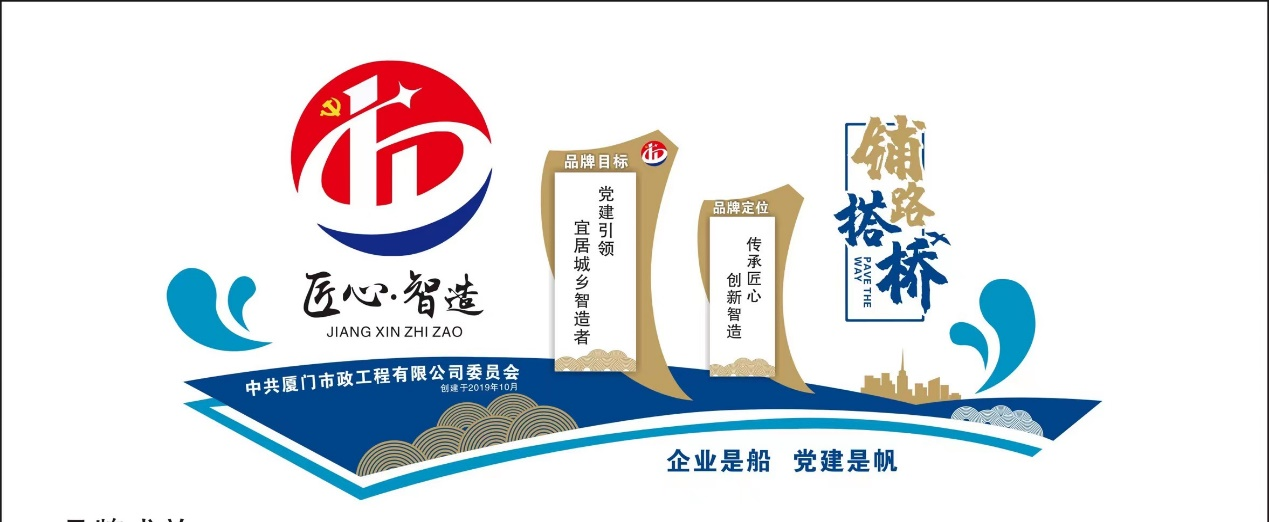 匠心·智造
JIANG XIN ZHI ZAO
中共厦门市政工程有限公司委员会
创建于2019年10月
品牌目标
党建引领
宜居城乡智造者
品牌定位
传承匠心
创新智造
铺路
搭桥
PAVE THE
WAY
企业是船 党建是帆